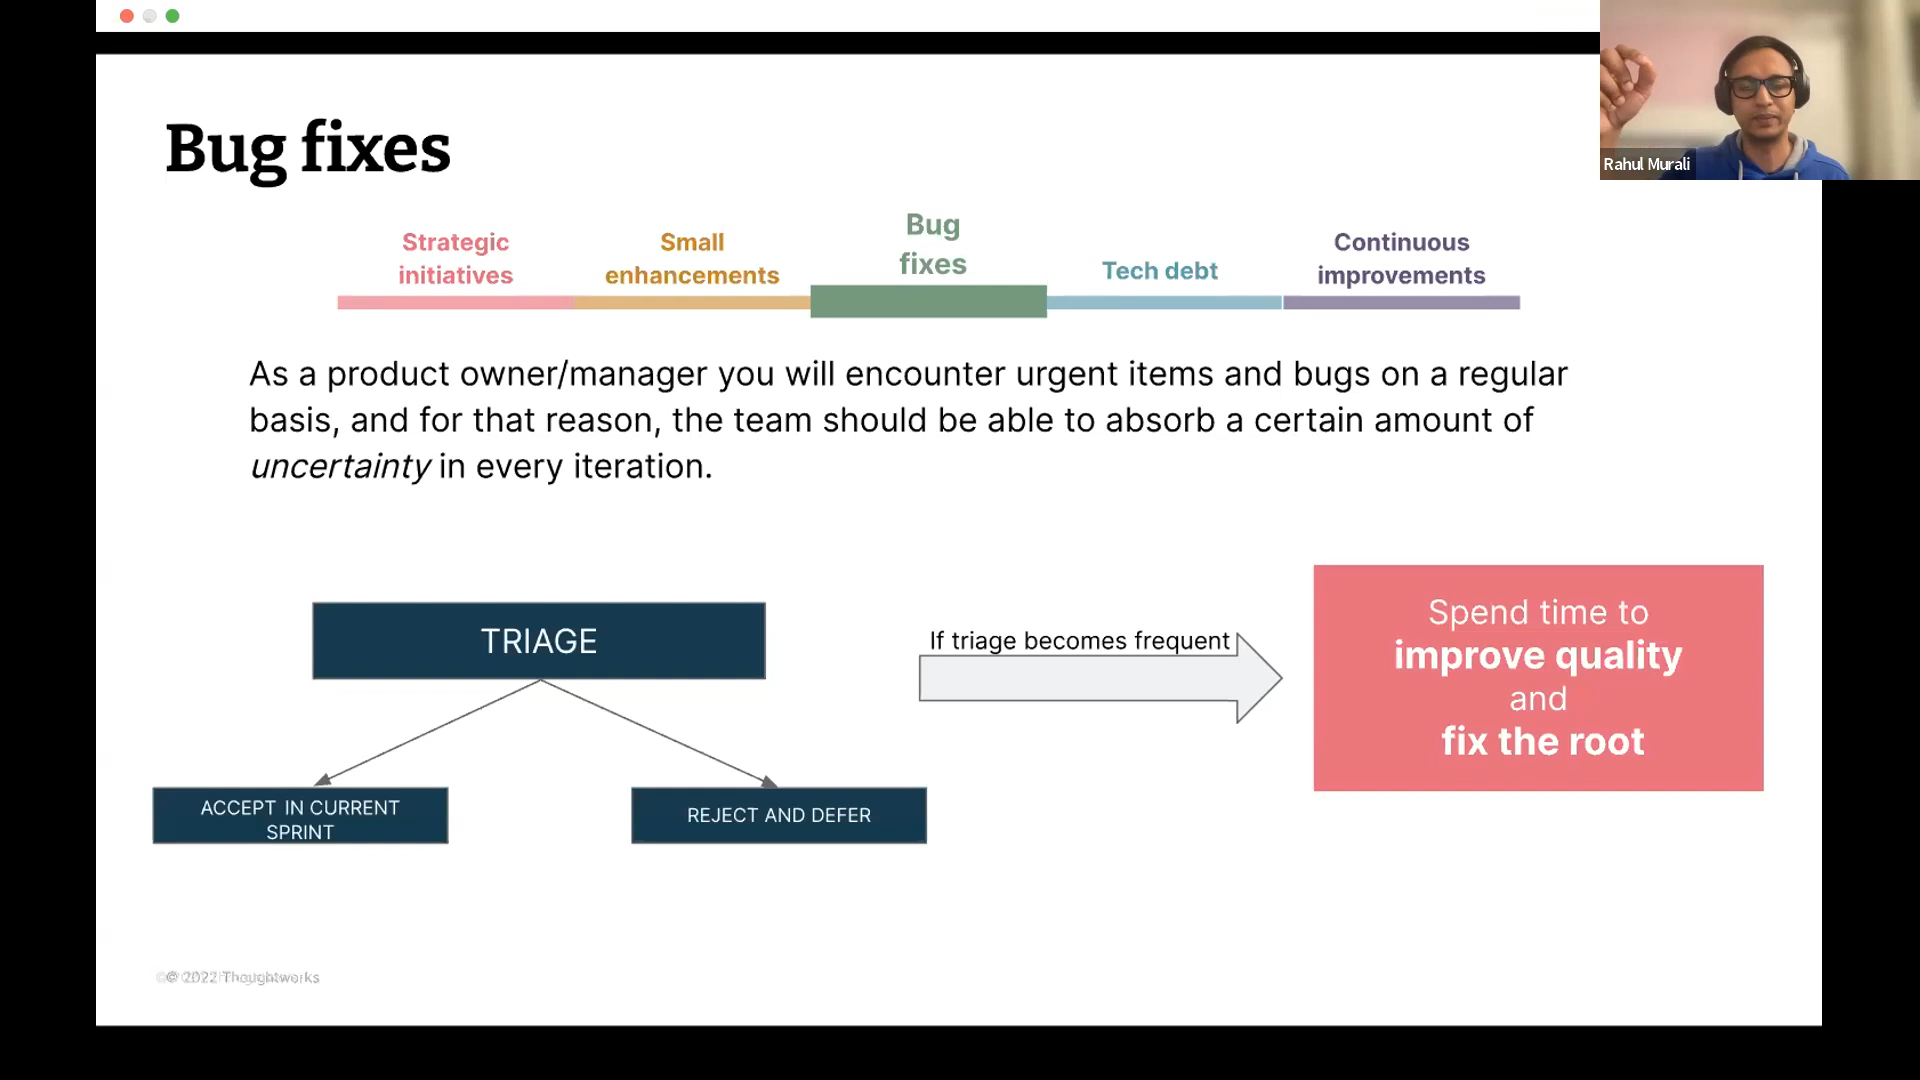 Rahul Murali
Bug fixes
Strategic
initiatives
Small
enhancements
Bug
fixes
Tech debt
Continuous
improvements
As a product owner/manager you will encounter urgent items and bugs on a regular
basis, and for that reason, the team should be able to absorb a certain amount of
uncertainty in every iteration.
TRIAGE
ACCEPT IN CURRENT
SPRINT
REJECT AND DEFER
If triage becomes frequent
Spend time to
improve quality
and
fix the root
© 2022 Thoughtworks